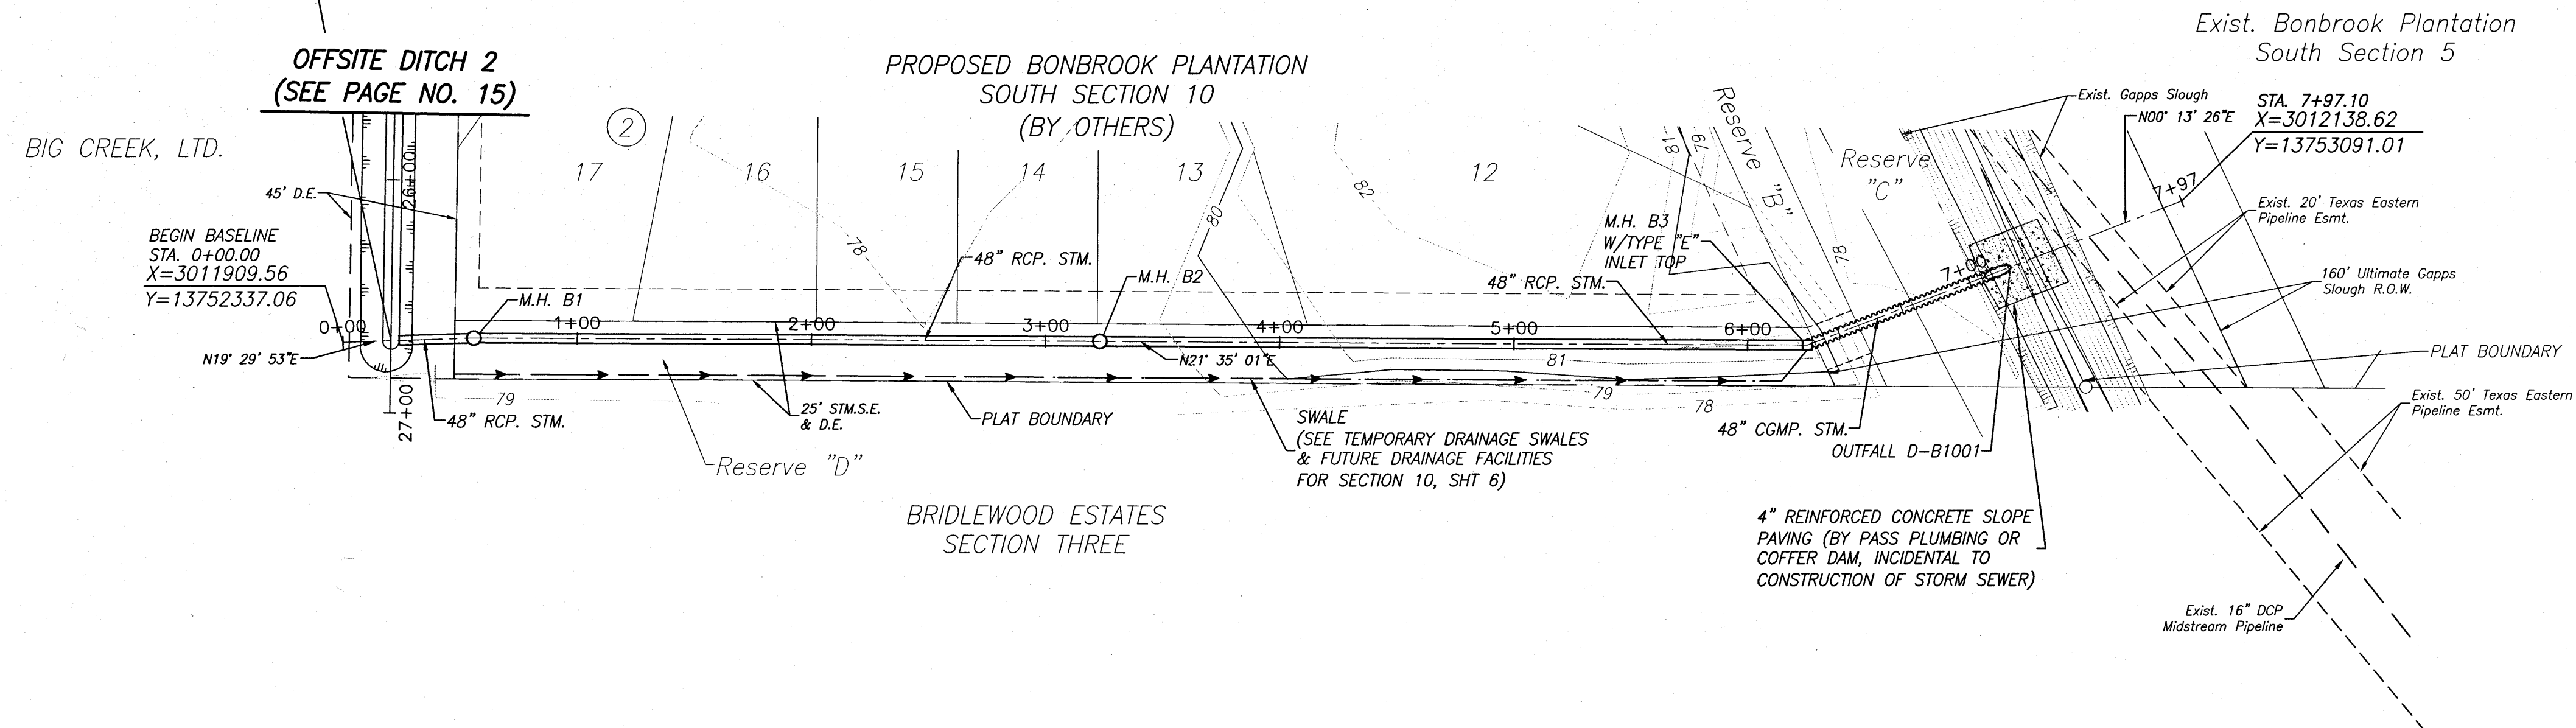 OFFSITE DITCH 2
(SEE PAGE NO. 15)
BIG CREEK, LTD.
PROPOSED BONBROOK PLANTATION
SOUTH SECTION 10
(BY OTHERS)
Exist. Bonbrook Plantation
South Section 5
2
17
16
15
14
13
12
45' D.E.
26+00
BEGIN BASELINE
STA. 0+00.00
X=3011909.56
Y=13752337.06
0+00
N19° 29' 53"E
27+00
48" RCP. STM.
M.H. B1
1+00
2+00
3+00
4+00
5+00
6+00
7+00
7+97
78
80
82
81
79
78
48" RCP. STM.
M.H. B2
N21° 35' 01"E
48" RCP. STM.
M.H. B3
W/TYPE "E"
INLET TOP
Reserve "B"
Reserve
"C"
Exist. Gapps Slough
STA. 7+97.10
N00° 13' 26"E
X=3012138.62
Y=13753091.01
Exist. 20' Texas Eastern
Pipeline Esmt.
160' Ultimate Gapps
Slough R.O.W.
PLAT BOUNDARY
Exist. 50' Texas Eastern
Pipeline Esmt.
Exist. 16" DCP
Midstream Pipeline
79
81
79
78
25' STM.S.E.
& D.E.
PLAT BOUNDARY
Reserve "D"
SWALE
(SEE TEMPORARY DRAINAGE SWALES
& FUTURE DRAINAGE FACILITIES
FOR SECTION 10, SHT 6)
48" CGMP. STM.
OUTFALL D-B1001
4" REINFORCED CONCRETE SLOPE
PAVING (BY PASS PLUMBING OR
COFFER DAM, INCIDENTAL TO
CONSTRUCTION OF STORM SEWER)
BRIDLEWOOD ESTATES
SECTION THREE